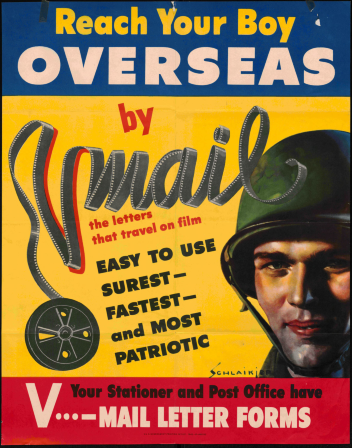 Reach Your Boy
OVERSEAS
by
Vmail
the letters
that travel on film
EASY TO USE
SUREST—
FASTEST—
and MOST
PATRIOTIC
SCHLAIKJER
Your Stationer and Post Office have
V...—MAIL LETTER FORMS